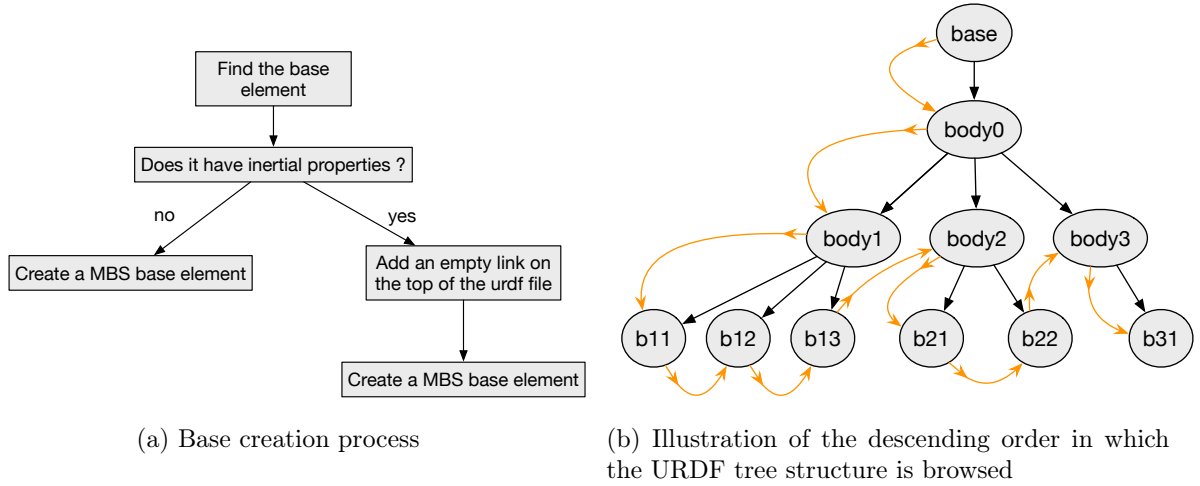 Find the base
element
Does it have inertial properties ?
no
yes
Create a MBS base element
Add an empty link on
the top of the urdf file
Create a MBS base element
(a) Base creation process
base
body0
body1
body2
body3
b11
b12
b13
b21
b22
b31
(b) Illustration of the descending order in which
the URDF tree structure is browsed